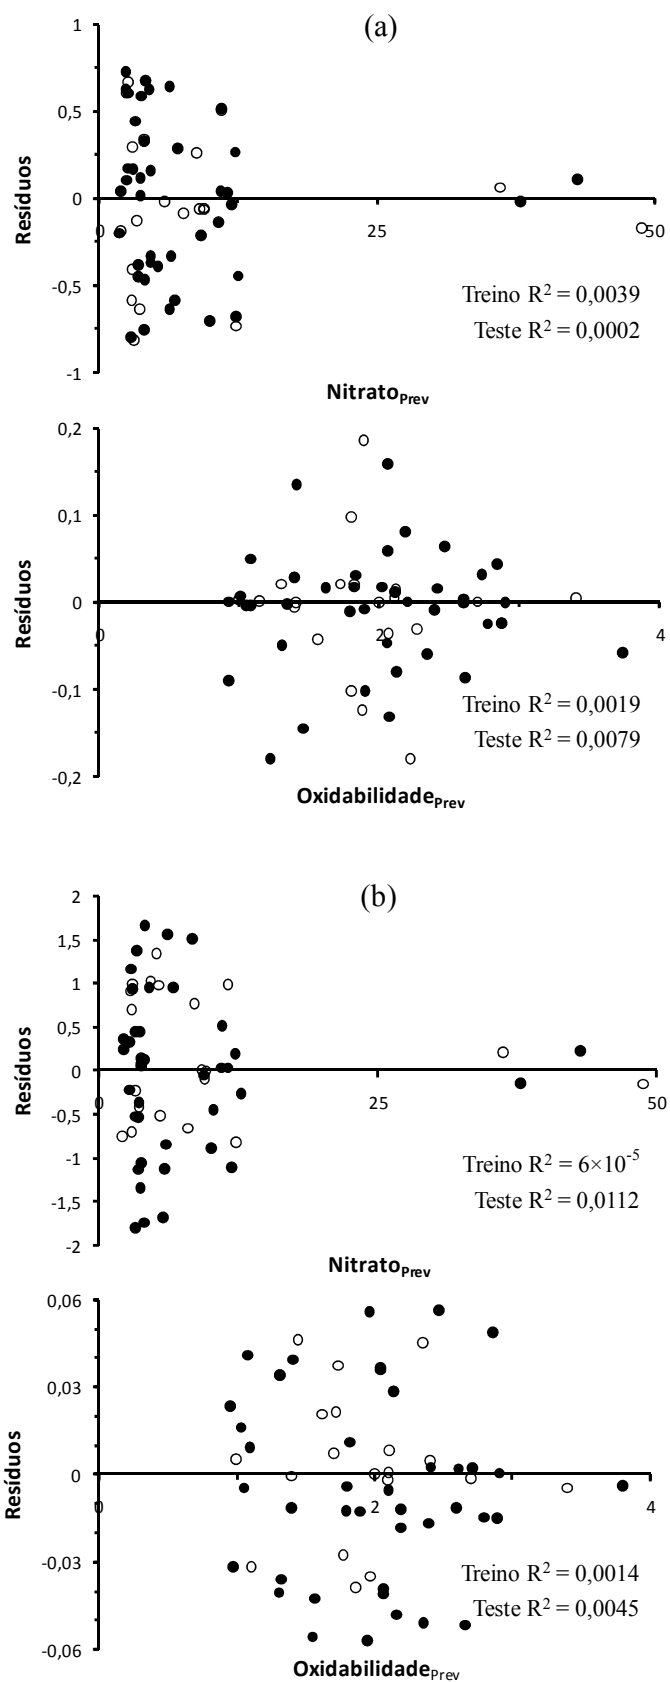 (a)
1
0,5
0
-0,5
-1
0
25
50
Resíduos
Treino R² = 0,0039
Teste R² = 0,0002
Nitrato_Prev
0,2
0,1
0
-0,1
-0,2
0
2
4
Resíduos
Treino R² = 0,0019
Teste R² = 0,0079
Oxidabilidade_Prev
(b)
2
1,5
1
0,5
0
-0,5
-1
-1,5
-2
0
25
50
Resíduos
Treino R² = 6×10⁻⁵
Teste R² = 0,0112
Nitrato_Prev
0,06
0,03
0
-0,03
-0,06
0
2
4
Resíduos
Treino R² = 0,0014
Teste R² = 0,0045
Oxidabilidade_Prev